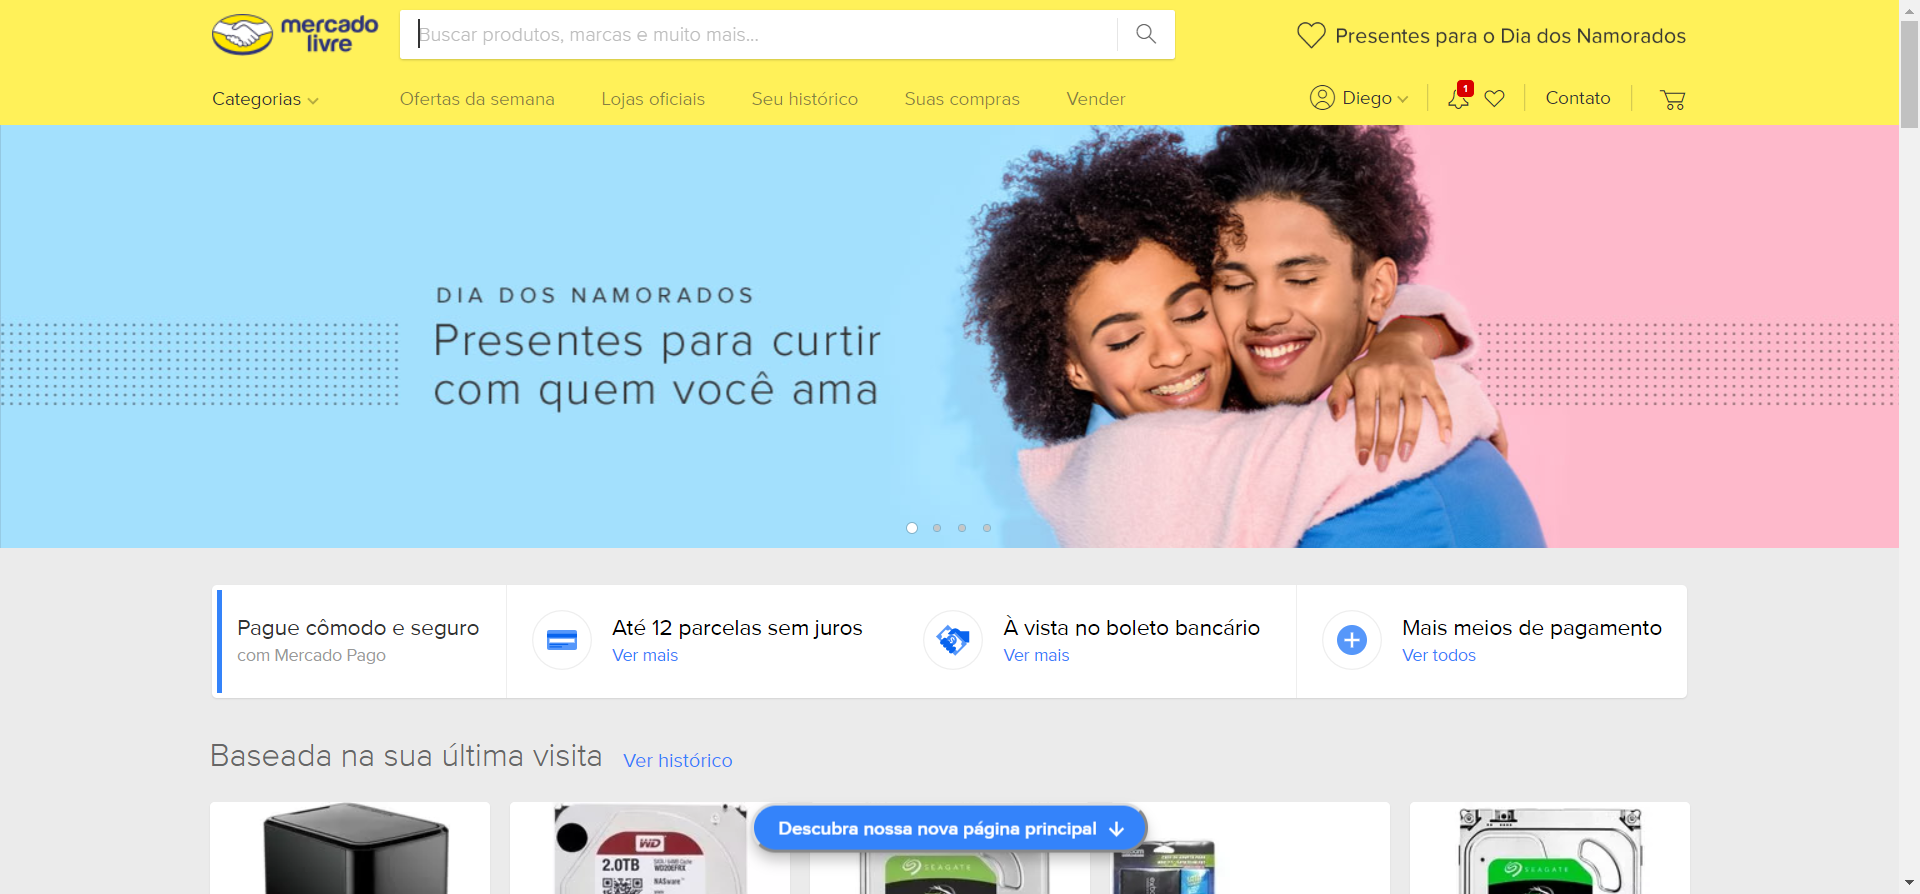 mercado
livre
Buscar produtos, marcas e muito mais...
Presentes para o Dia dos Namorados
Categorias
Ofertas da semana
Lojas oficiais
Seu histórico
Suas compras
Vender
Diego
1
Contato
DIA DOS NAMORADOS
Presentes para curtir
com quem você ama
Pague cômodo e seguro
com Mercado Pago
Até 12 parcelas sem juros
Ver mais
À vista no boleto bancário
Ver mais
Mais meios de pagamento
Ver todos
Baseada na sua última visita
Ver histórico
Descubra nossa nova página principal
WD
2.0TB
WD20EFRX
NASware
SEAGATE
SEAGATE